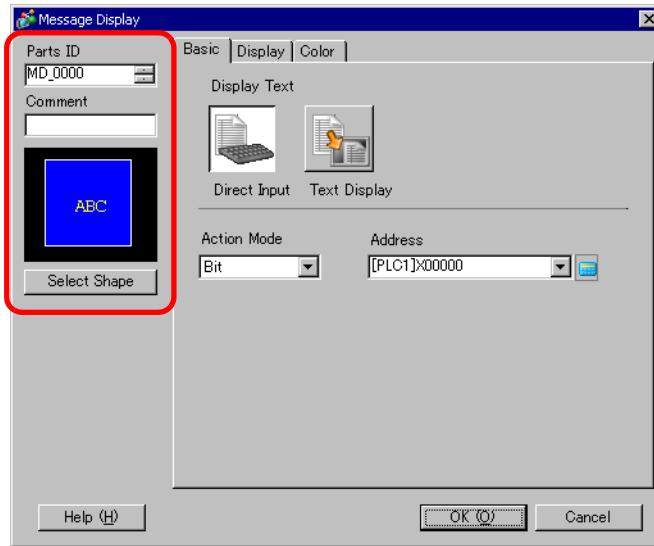 Message Display
Parts ID
MD_0000
Comment
ABC
Select Shape
Basic
Display
Color
Display Text
Direct Input
Text Display
Action Mode
Address
Bit
[PLC1]X00000
Help (H)
OK (O)
Cancel